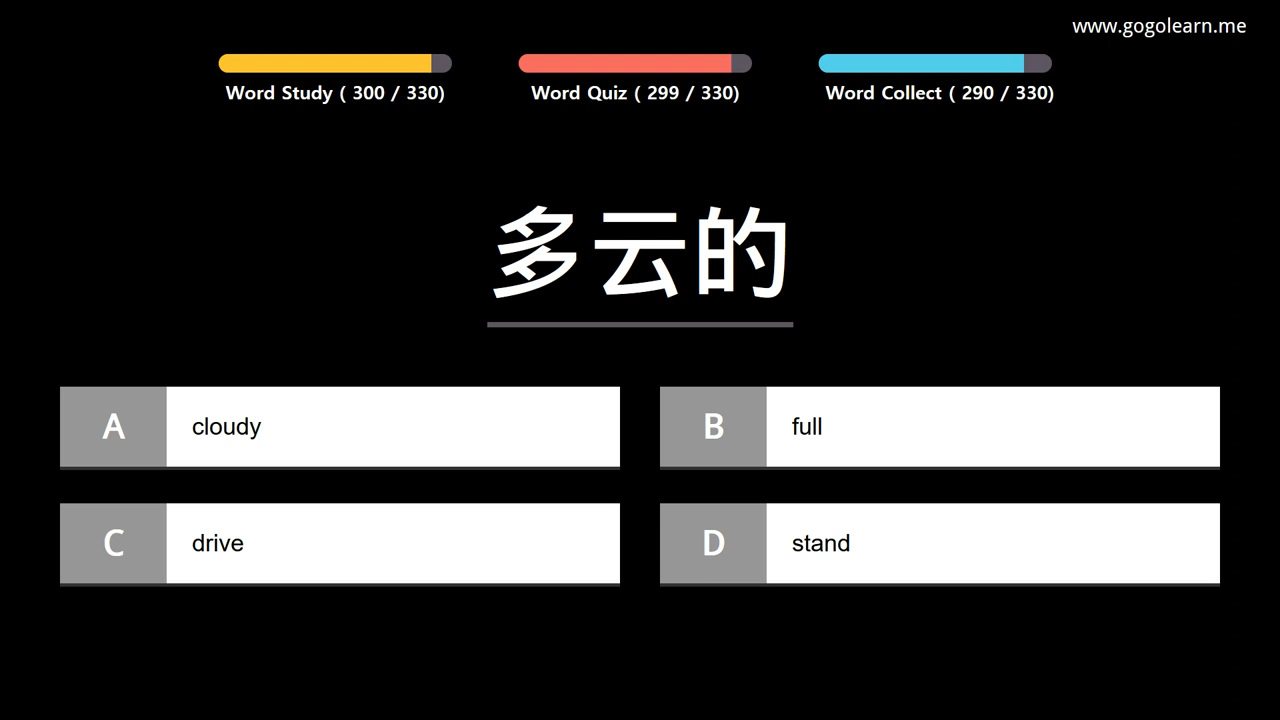 www.gogolearn.me
Word Study ( 300 / 330)
Word Quiz ( 299 / 330)
Word Collect ( 290 / 330)
多云的
A cloudy
B full
C drive
D stand